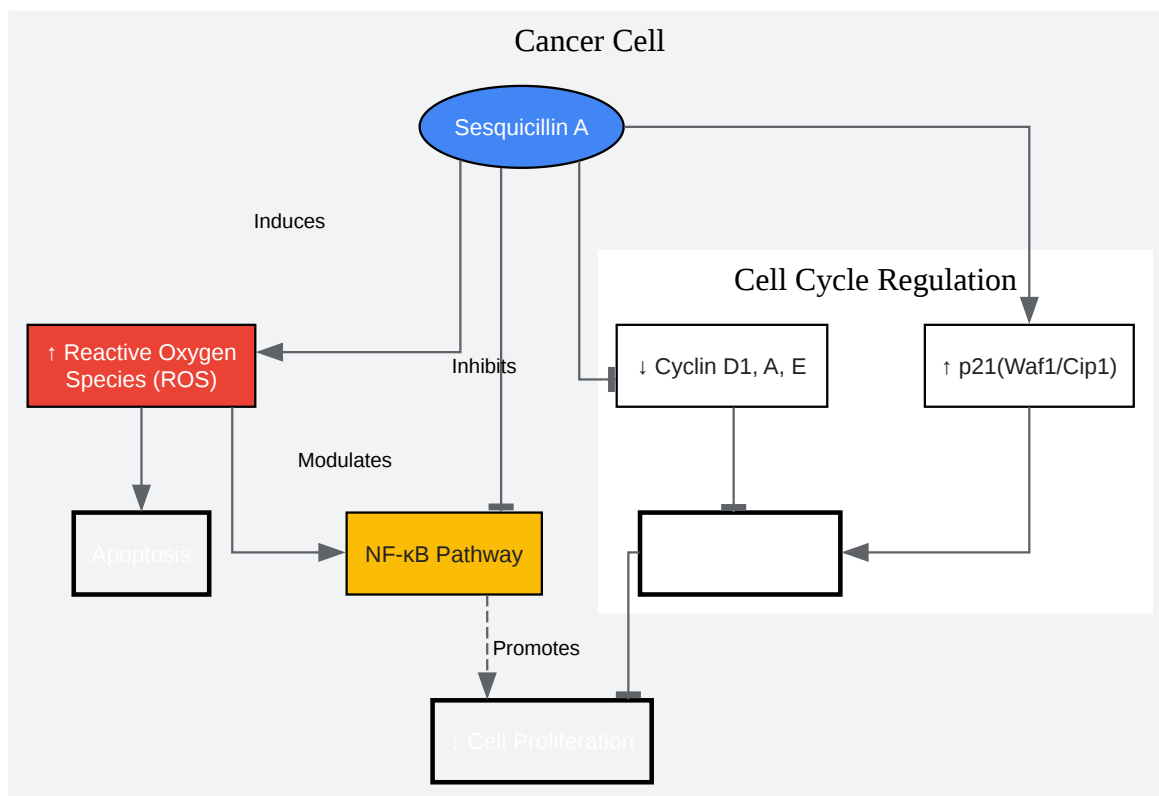 Cancer Cell
Sesquicillin A
Induces
Cell Cycle Regulation
↑ Reactive Oxygen
Species (ROS)
Inhibits
↓ Cyclin D1, A, E
↑ p21(Waf1/Cip1)
Modulates
Apoptosis
NF-κB Pathway
Promotes
↓ Cell Proliferation